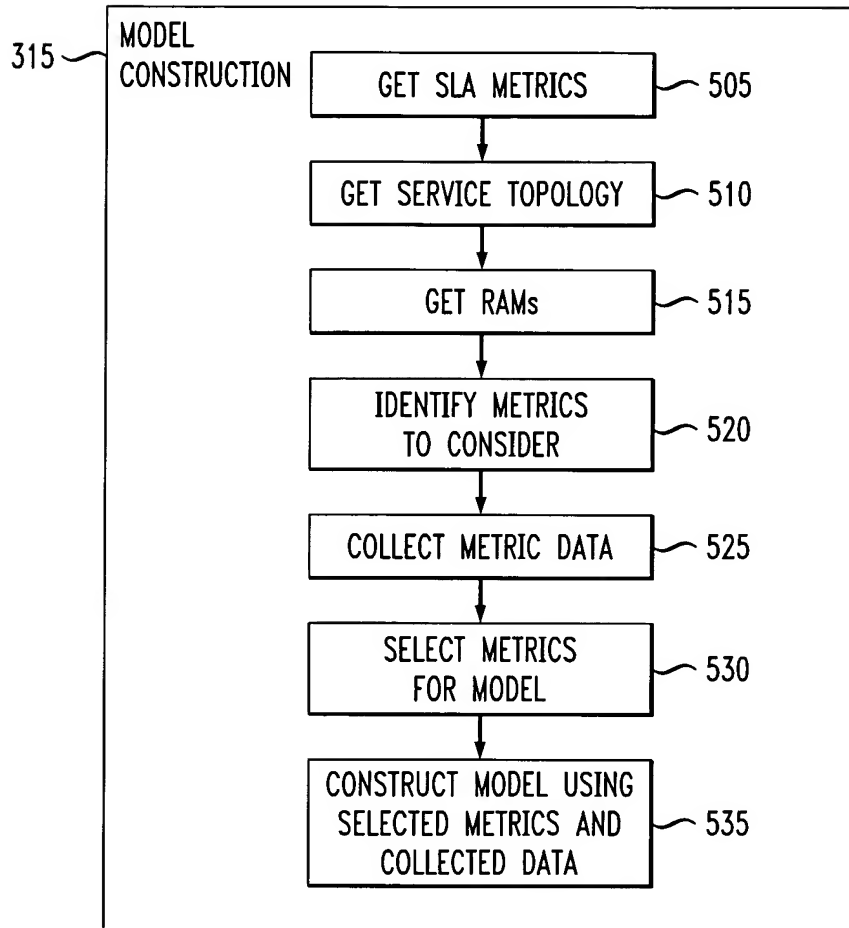 315
MODEL
CONSTRUCTION
GET SLA METRICS
505
GET SERVICE TOPOLOGY
510
GET RAMs
515
IDENTIFY METRICS
TO CONSIDER
520
COLLECT METRIC DATA
525
SELECT METRICS
FOR MODEL
530
CONSTRUCT MODEL USING
SELECTED METRICS AND
COLLECTED DATA
535